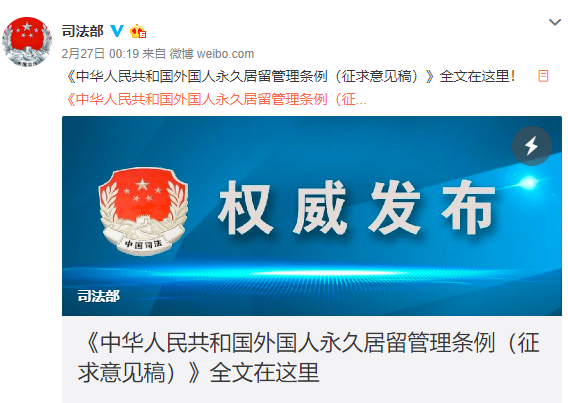 司法部
2月27日 00:19 来自 微博 weibo.com
《中华人民共和国外国人永久居留管理条例（征求意见稿）》全文在这里！
《中华人民共和国外国人永久居留管理条例（征...
权威发布
中国司法
司法部
《中华人民共和国外国人永久居留管理条例（征
求意见稿）》全文在这里